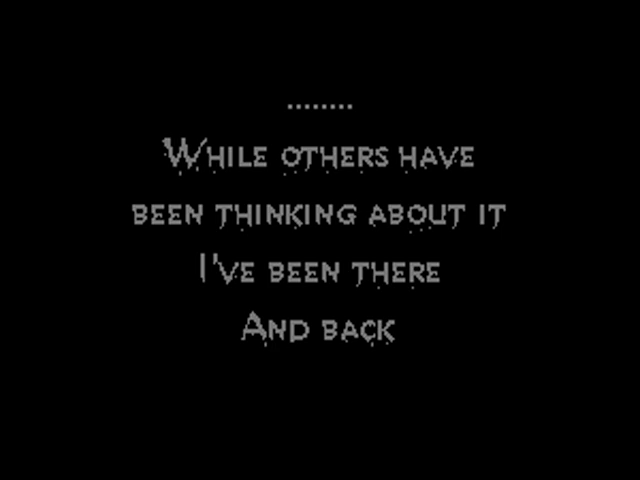 ........
While others have
been thinking about it
I've been there
And back